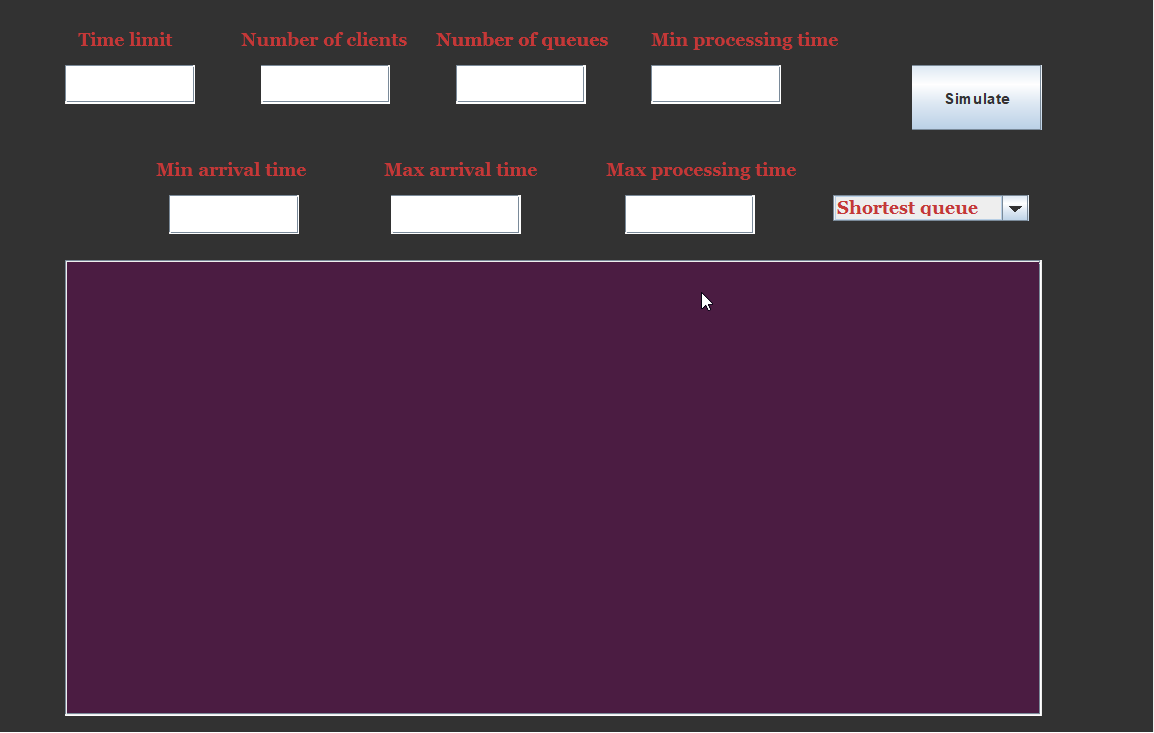 Time limit
Number of clients
Number of queues
Min processing time
Simulate
Min arrival time
Max arrival time
Max processing time
Shortest queue